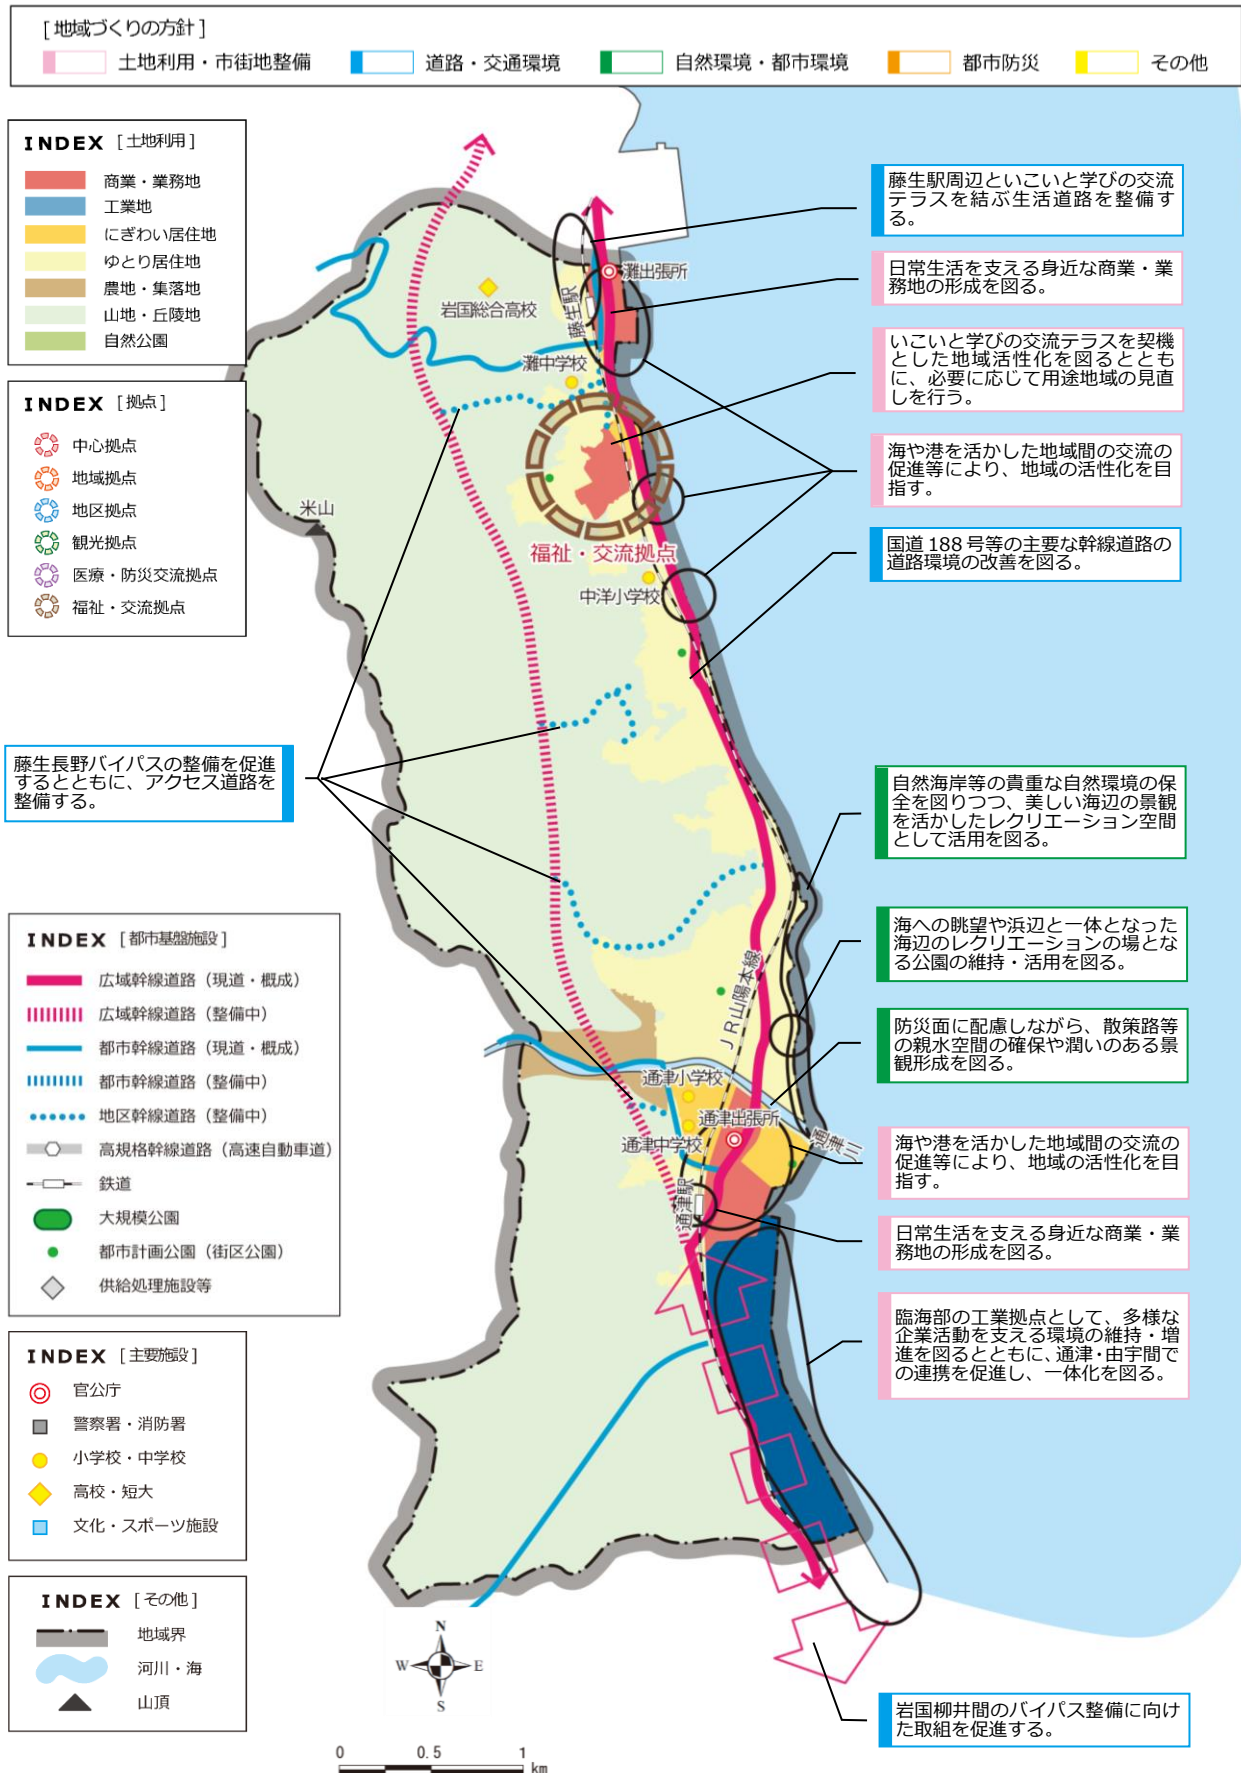 [地域づくりの方針]
土地利用・市街地整備
道路・交通環境
自然環境・都市環境
都市防災
その他
INDEX [土地利用]
商業・業務地
工業地
にぎわい居住地
ゆとり居住地
農地・集落地
山地・丘陵地
自然公園
INDEX [拠点]
中心拠点
地域拠点
地区拠点
観光拠点
医療・防災交流拠点
福祉・交流拠点
藤生長野バイパスの整備を促進
するとともに、アクセス道路を
整備する。
INDEX [都市基盤施設]
広域幹線道路（現道・概成）
広域幹線道路（整備中）
都市幹線道路（現道・概成）
都市幹線道路（整備中）
地区幹線道路（整備中）
高規格幹線道路（高速自動車道）
鉄道
大規模公園
都市計画公園（街区公園）
供給処理施設等
INDEX [主要施設]
官公庁
警察署・消防署
小学校・中学校
高校・短大
文化・スポーツ施設
INDEX [その他]
地域界
河川・海
山頂
灘出張所
藤生駅
岩国総合高校
灘中学校
米山
福祉・交流拠点
中洋小学校
JR山陽本線
通津小学校
通津出張所
通津中学校
通津川
通津駅
藤生駅周辺といこいと学びの交流
テラスを結ぶ生活道路を整備す
る。
日常生活を支える身近な商業・業
務地の形成を図る。
いこいと学びの交流テラスを契機
とした地域活性化を図るととも
に、必要に応じて用途地域の見直
しを行う。
海や港を活かした地域間の交流の
促進等により、地域の活性化を目
指す。
国道 188 号等の主要な幹線道路の
道路環境の改善を図る。
自然海岸等の貴重な自然環境の保
全を図りつつ、美しい海辺の景観
を活かしたレクリエーション空間
として活用を図る。
海への眺望や浜辺と一体となった
海辺のレクリエーションの場とな
る公園の維持・活用を図る。
防災面に配慮しながら、散策路等
の親水空間の確保や潤いのある景
観形成を図る。
海や港を活かした地域間の交流の
促進等により、地域の活性化を目
指す。
日常生活を支える身近な商業・業
務地の形成を図る。
臨海部の工業拠点として、多様な
企業活動を支える環境の維持・増
進を図るとともに、通津・由宇間で
の連携を促進し、一体化を図る。
岩国柳井間のバイパス整備に向け
た取組を促進する。
N
W E
S
0 0.5 1
km